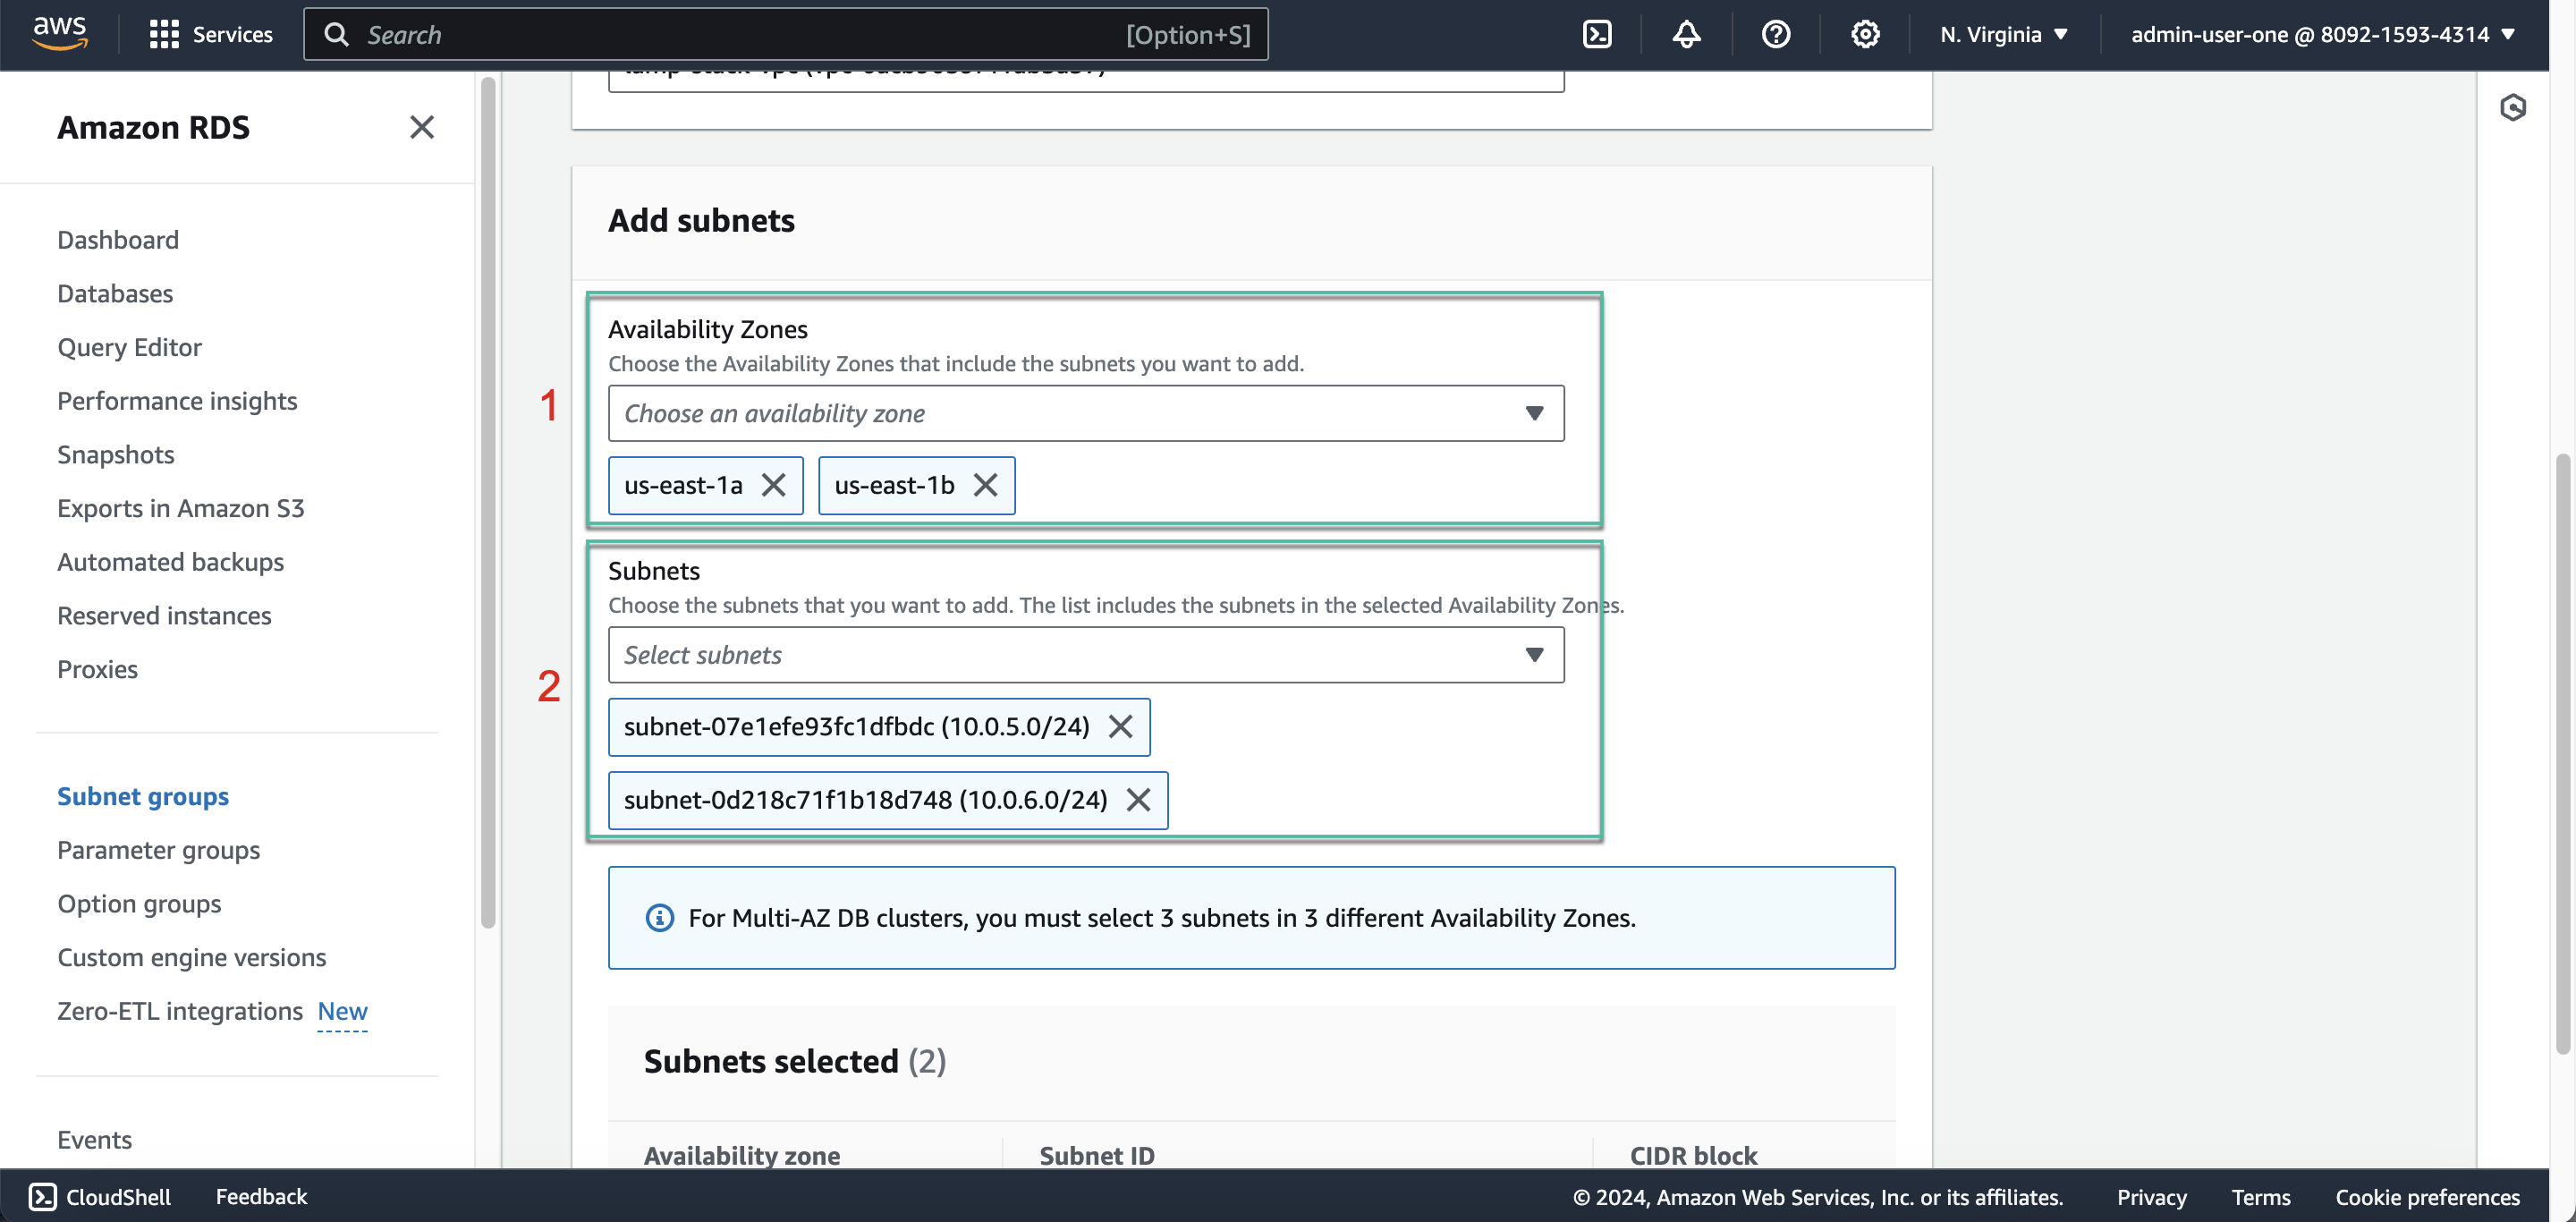 aws
Services
Search
[Option+S]
N. Virginia
admin-user-one @ 8092-1593-4314
Amazon RDS
Dashboard
Databases
Query Editor
Performance insights
Snapshots
Exports in Amazon S3
Automated backups
Reserved instances
Proxies
Subnet groups
Parameter groups
Option groups
Custom engine versions
Zero-ETL integrations New
Events
Add subnets
1
Availability Zones
Choose the Availability Zones that include the subnets you want to add.
Choose an availability zone
us-east-1a
us-east-1b
2
Subnets
Choose the subnets that you want to add. The list includes the subnets in the selected Availability Zones.
Select subnets
subnet-07e1efe93fc1dfbdc (10.0.5.0/24)
subnet-0d218c71f1b18d748 (10.0.6.0/24)
For Multi-AZ DB clusters, you must select 3 subnets in 3 different Availability Zones.
Subnets selected (2)
Availability zone
Subnet ID
CIDR block
CloudShell
Feedback
© 2024, Amazon Web Services, Inc. or its affiliates.
Privacy
Terms
Cookie preferences